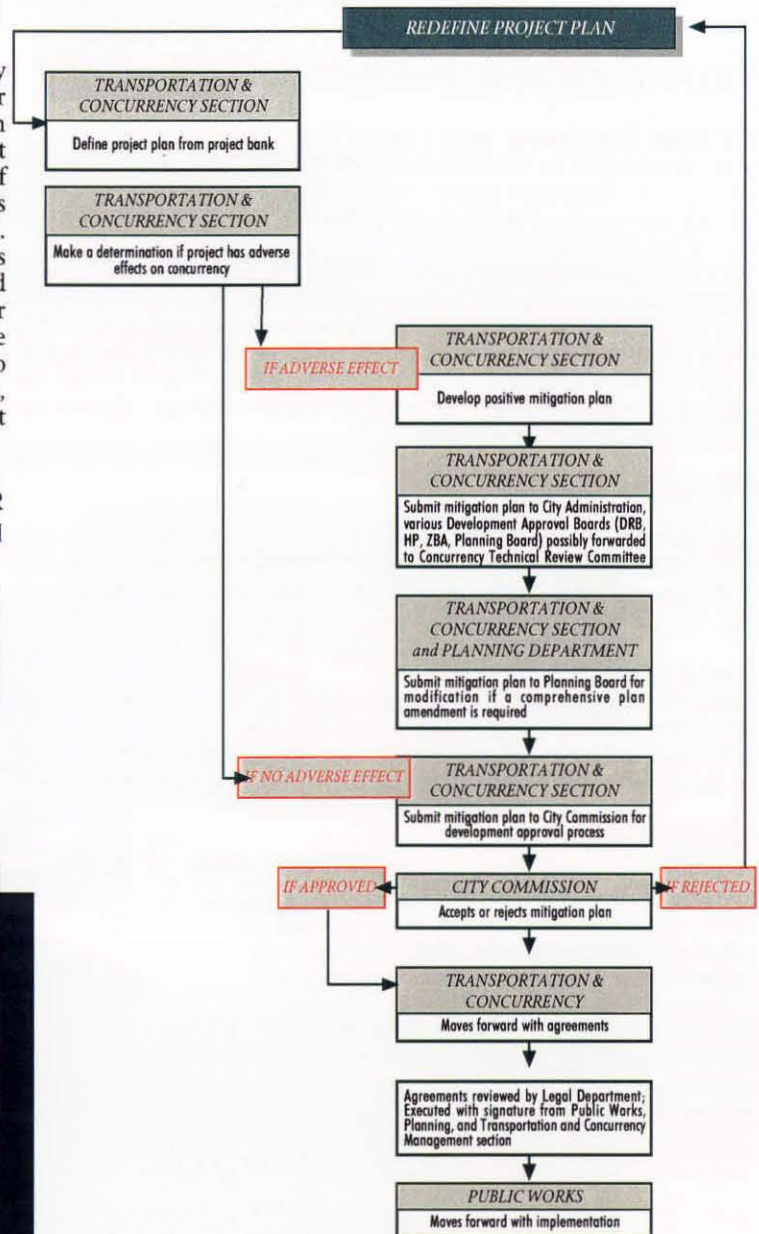 REDEFINE PROJECT PLAN
TRANSPORTATION &
CONCURRENCY SECTION
Define project plan from project bank
TRANSPORTATION &
CONCURRENCY SECTION
Make a determination if project has adverse
effects on concurrency
IF ADVERSE EFFECT
TRANSPORTATION &
CONCURRENCY SECTION
Develop positive mitigation plan
TRANSPORTATION &
CONCURRENCY SECTION
Submit mitigation plan to City Administration,
various Development Approval Boards (DRB,
HP, ZBA, Planning Board) possibly forwarded
to Concurrency Technical Review Committee
TRANSPORTATION &
CONCURRENCY SECTION
and PLANNING DEPARTMENT
Submit mitigation plan to Planning Board for
modification if a comprehensive plan
amendment is required
IF NO ADVERSE EFFECT
TRANSPORTATION &
CONCURRENCY SECTION
Submit mitigation plan to City Commission for
development approval process
IF APPROVED
CITY COMMISSION
IF REJECTED
Accepts or rejects mitigation plan
TRANSPORTATION &
CONCURRENCY
Moves forward with agreements
Agreements reviewed by Legal Department;
Executed with signature from Public Works,
Planning, and Transportation and Concurrency
Management section
PUBLIC WORKS
Moves forward with implementation